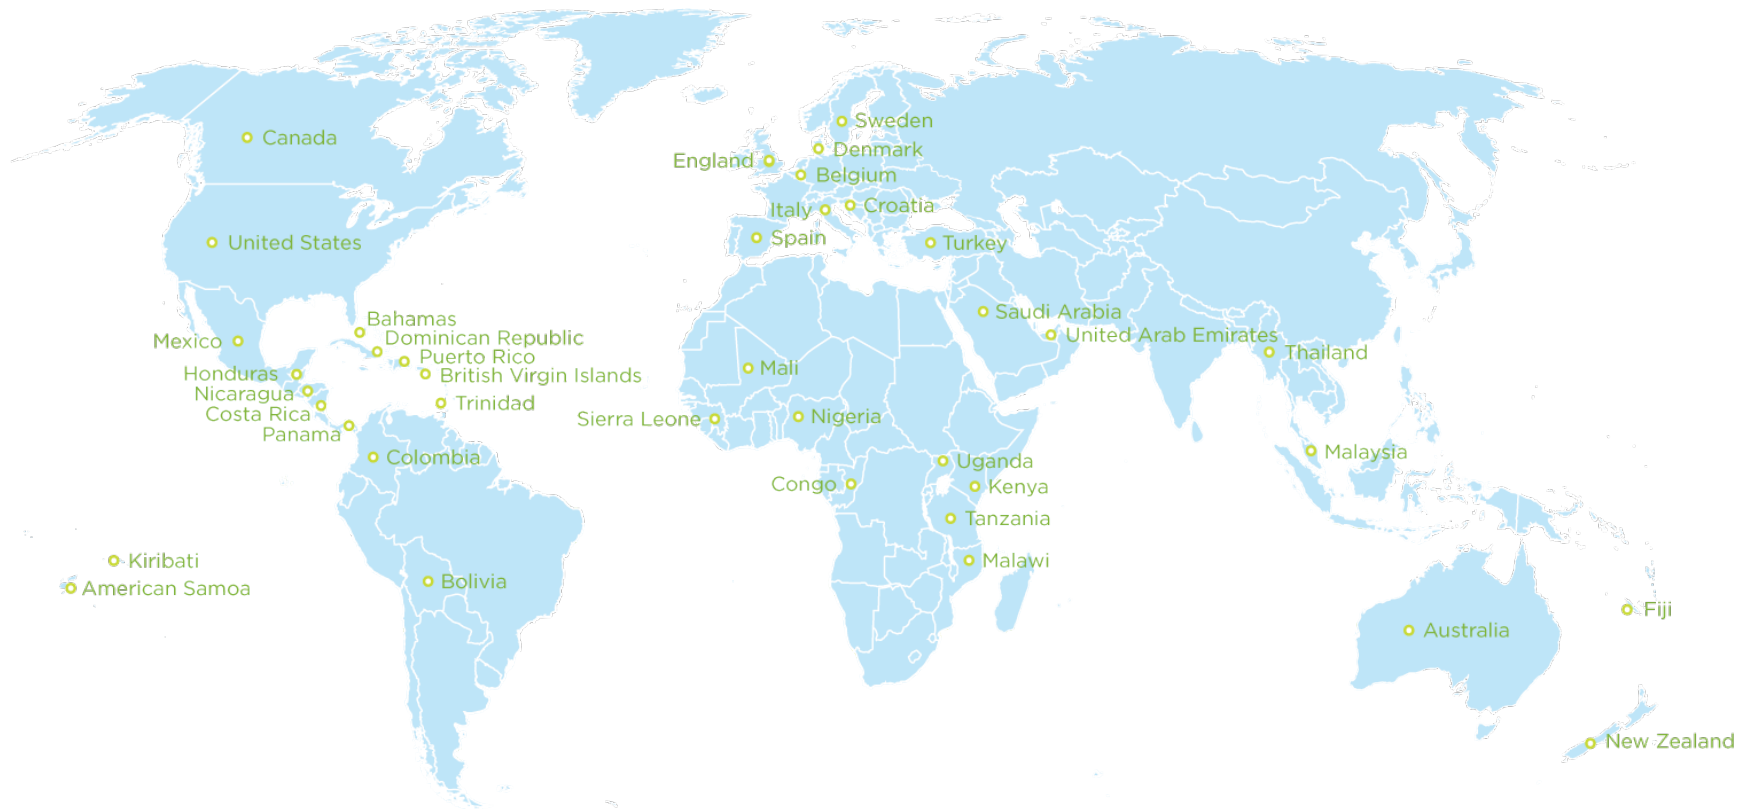 Canada
Sweden
Denmark
England
Belgium
Italy
Croatia
Spain
United States
Turkey
Saudi Arabia
Bahamas
United Arab Emirates
Dominican Republic
Mexico
Thailand
Puerto Rico
Mali
Honduras
British Virgin Islands
Nicaragua
Trinidad
Costa Rica
Sierra Leone
Nigeria
Panama
Malaysia
Colombia
Uganda
Congo
Kenya
Tanzania
Kiribati
Malawi
Bolivia
American Samoa
Fiji
Australia
New Zealand